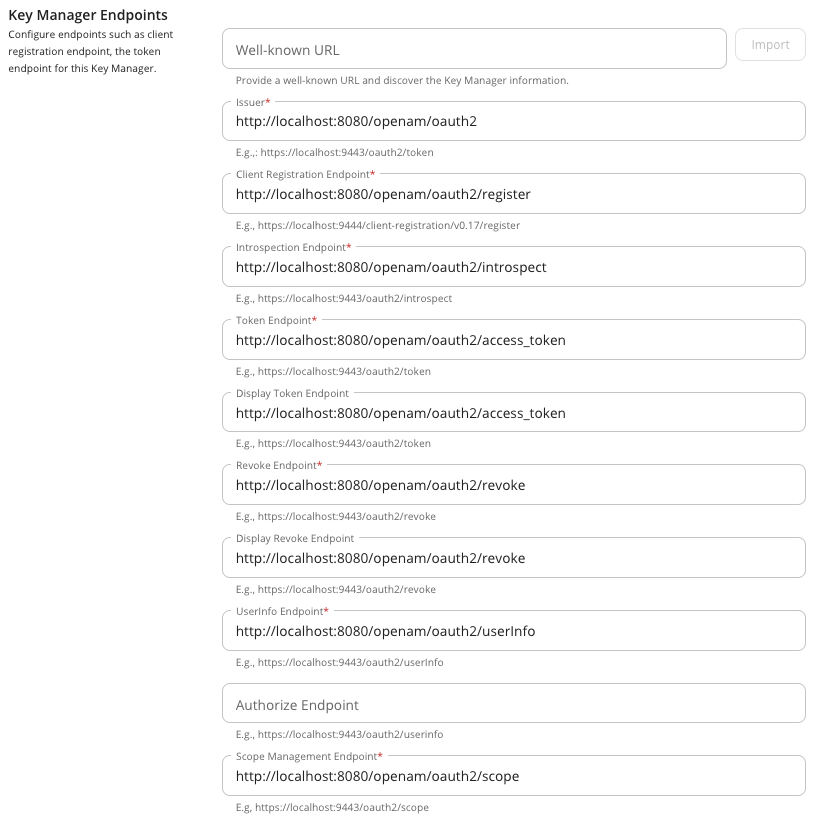 Key Manager Endpoints
Configure endpoints such as client
registration endpoint, the token
endpoint for this Key Manager.
Well-known URL
Import
Provide a well-known URL and discover the Key Manager information.
Issuer*
http://localhost:8080/openam/oauth2
E.g.,: https://localhost:9443/oauth2/token
Client Registration Endpoint*
http://localhost:8080/openam/oauth2/register
E.g., https://localhost:9444/client-registration/v0.17/register
Introspection Endpoint*
http://localhost:8080/openam/oauth2/introspect
E.g., https://localhost:9443/oauth2/introspect
Token Endpoint*
http://localhost:8080/openam/oauth2/access_token
E.g., https://localhost:9443/oauth2/token
Display Token Endpoint
http://localhost:8080/openam/oauth2/access_token
E.g., https://localhost:9443/oauth2/token
Revoke Endpoint*
http://localhost:8080/openam/oauth2/revoke
E.g., https://localhost:9443/oauth2/revoke
Display Revoke Endpoint
http://localhost:8080/openam/oauth2/revoke
E.g., https://localhost:9443/oauth2/revoke
UserInfo Endpoint*
http://localhost:8080/openam/oauth2/userInfo
E.g., https://localhost:9443/oauth2/userInfo
Authorize Endpoint
E.g., https://localhost:9443/oauth2/userinfo
Scope Management Endpoint*
http://localhost:8080/openam/oauth2/scope
E.g, https://localhost:9443/oauth2/scope